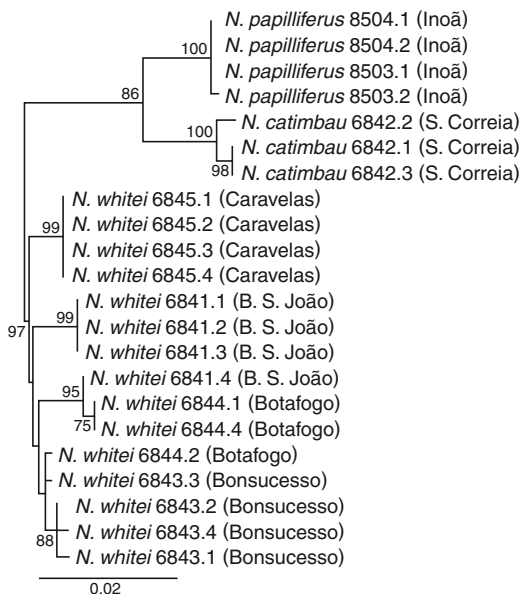 N. papilliferus 8504.1 (Inoã)
100
N. papilliferus 8504.2 (Inoã)
N. papilliferus 8503.1 (Inoã)
86
N. papilliferus 8503.2 (Inoã)
100
N. catimbau 6842.2 (S. Correia)
N. catimbau 6842.1 (S. Correia)
98
N. catimbau 6842.3 (S. Correia)
N. whitei 6845.1 (Caravelas)
99
N. whitei 6845.2 (Caravelas)
N. whitei 6845.3 (Caravelas)
N. whitei 6845.4 (Caravelas)
N. whitei 6841.1 (B. S. João)
99
N. whitei 6841.2 (B. S. João)
97
N. whitei 6841.3 (B. S. João)
N. whitei 6841.4 (B. S. João)
95
N. whitei 6844.1 (Botafogo)
75
N. whitei 6844.4 (Botafogo)
N. whitei 6844.2 (Botafogo)
N. whitei 6843.3 (Bonsucesso)
N. whitei 6843.2 (Bonsucesso)
N. whitei 6843.4 (Bonsucesso)
88
N. whitei 6843.1 (Bonsucesso)
0.02